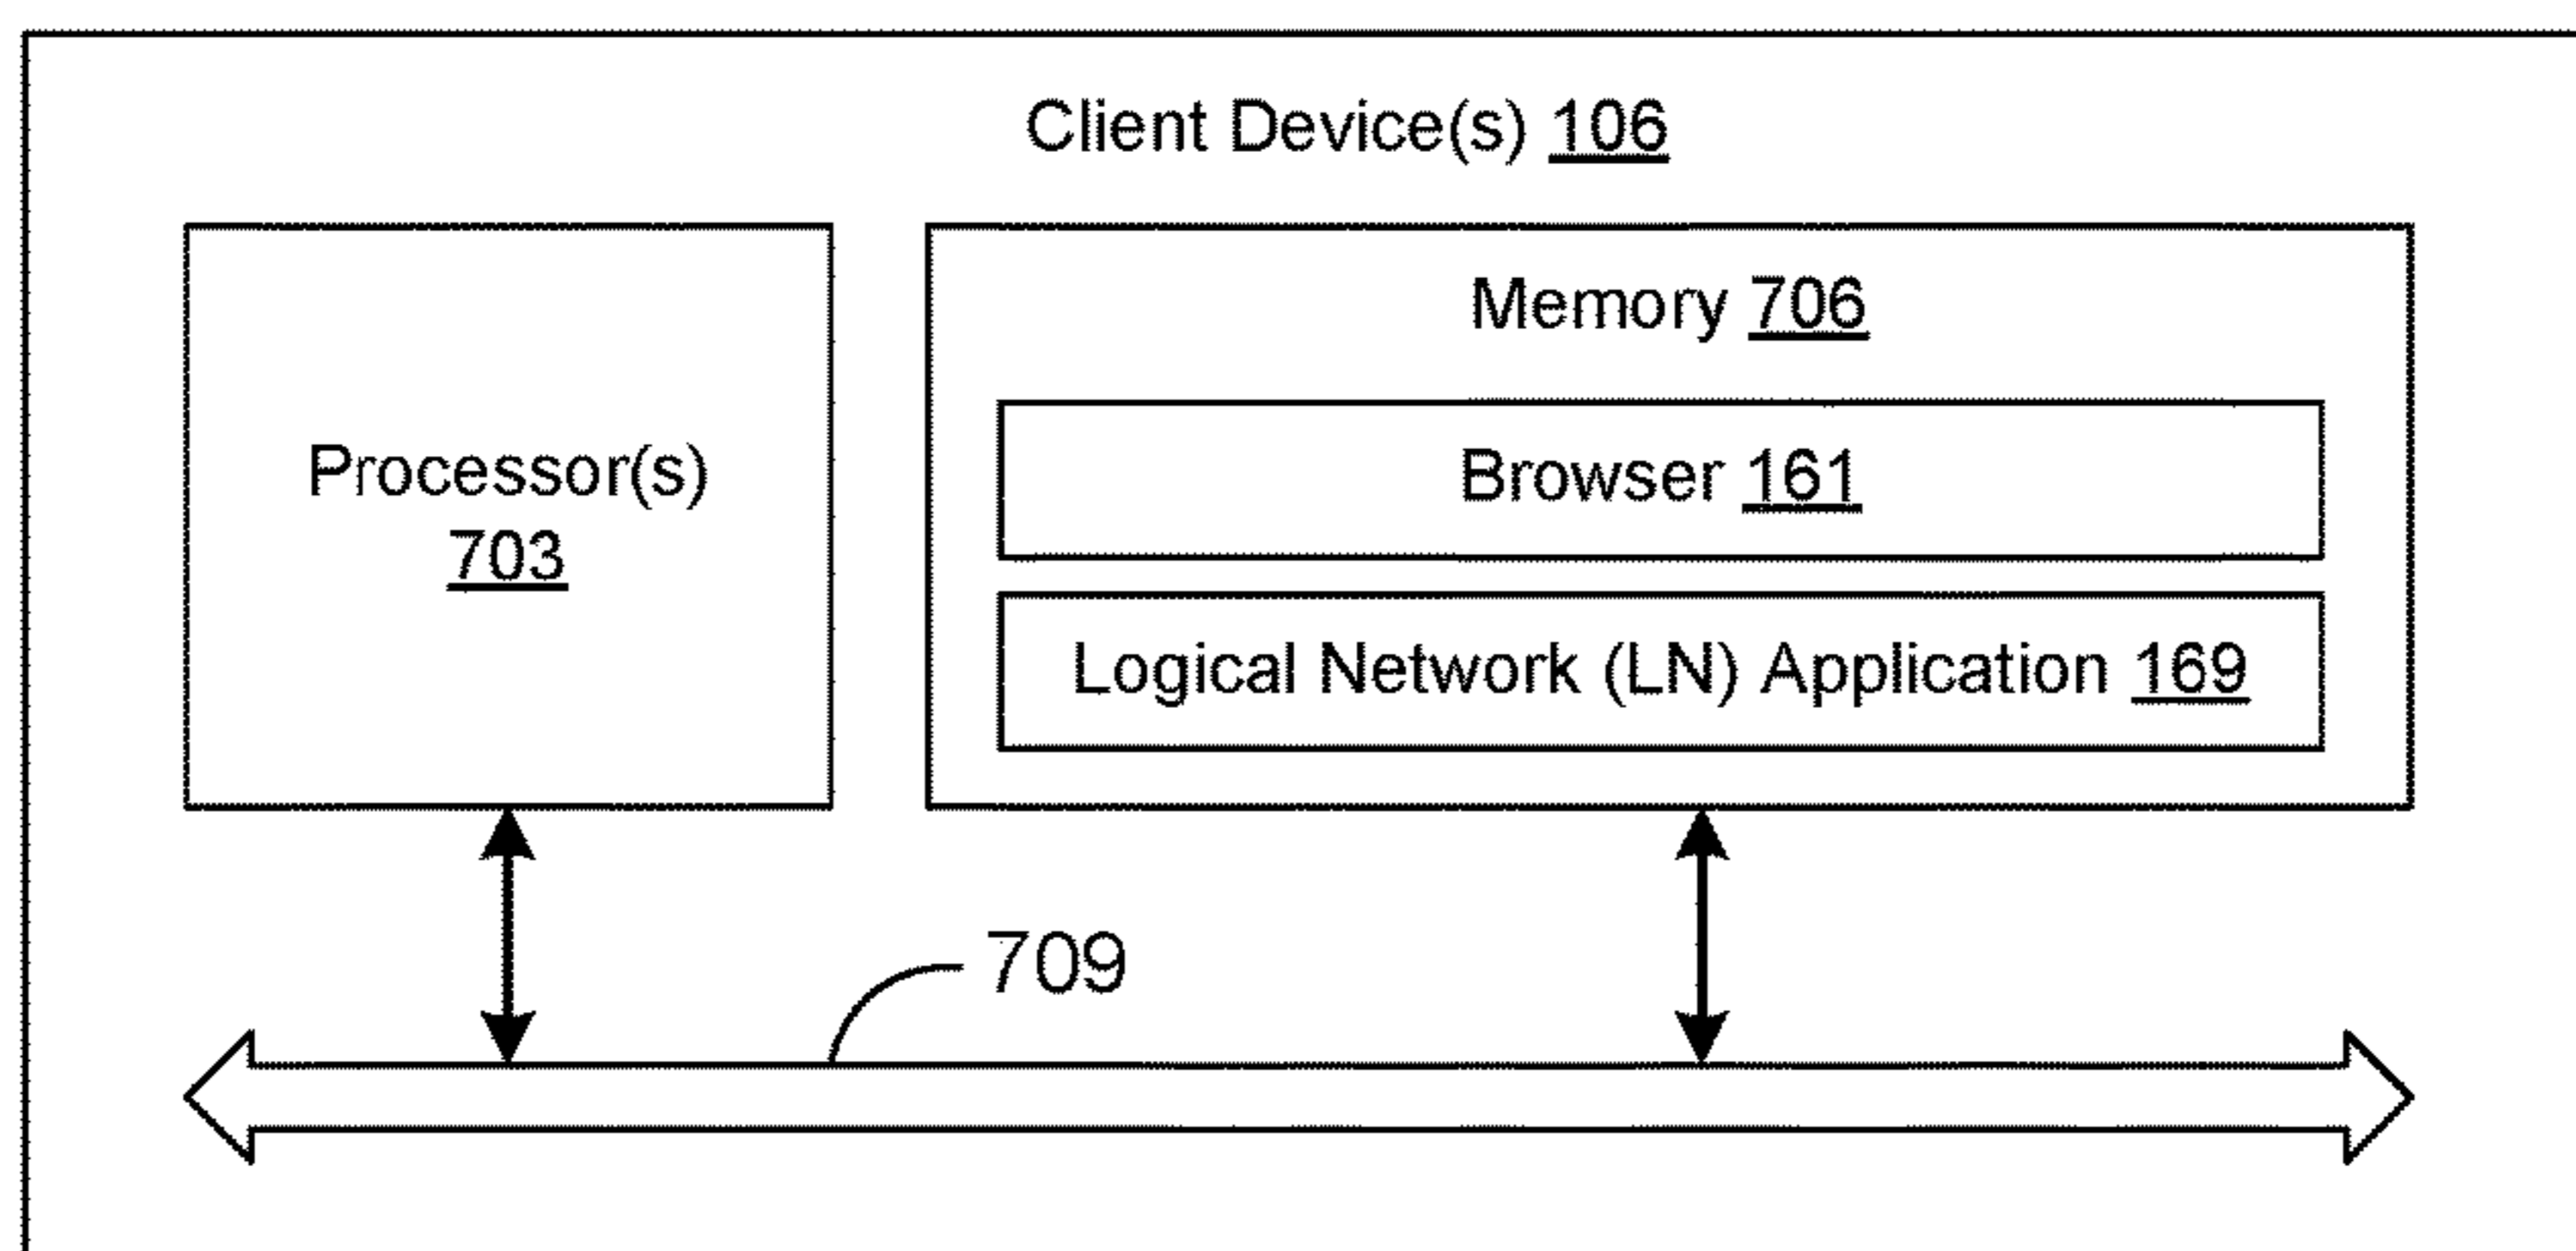 Client Device(s) 106
Memory 706
Processor(s)
703
Browser 161
Logical Network (LN) Application 169
709